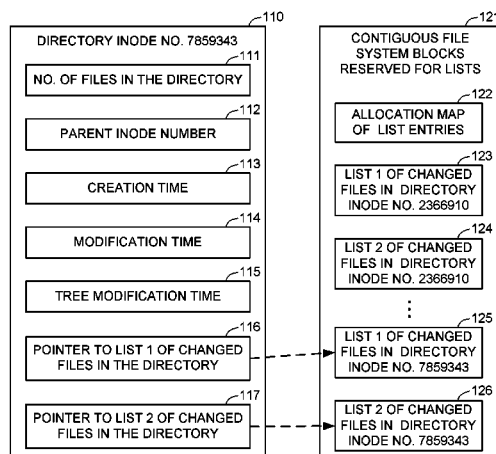 110
DIRECTORY INODE NO. 7859343
111
NO. OF FILES IN THE DIRECTORY
112
PARENT INODE NUMBER
113
CREATION TIME
114
MODIFICATION TIME
115
TREE MODIFICATION TIME
116
POINTER TO LIST 1 OF CHANGED
FILES IN THE DIRECTORY
117
POINTER TO LIST 2 OF CHANGED
FILES IN THE DIRECTORY
121
CONTIGUOUS FILE
SYSTEM BLOCKS
RESERVED FOR LISTS
122
ALLOCATION MAP
OF LIST ENTRIES
123
LIST 1 OF CHANGED
FILES IN DIRECTORY
INODE NO. 2366910
124
LIST 2 OF CHANGED
FILES IN DIRECTORY
INODE NO. 2366910
125
LIST 1 OF CHANGED
FILES IN DIRECTORY
INODE NO. 7859343
126
LIST 2 OF CHANGED
FILES IN DIRECTORY
INODE NO. 7859343